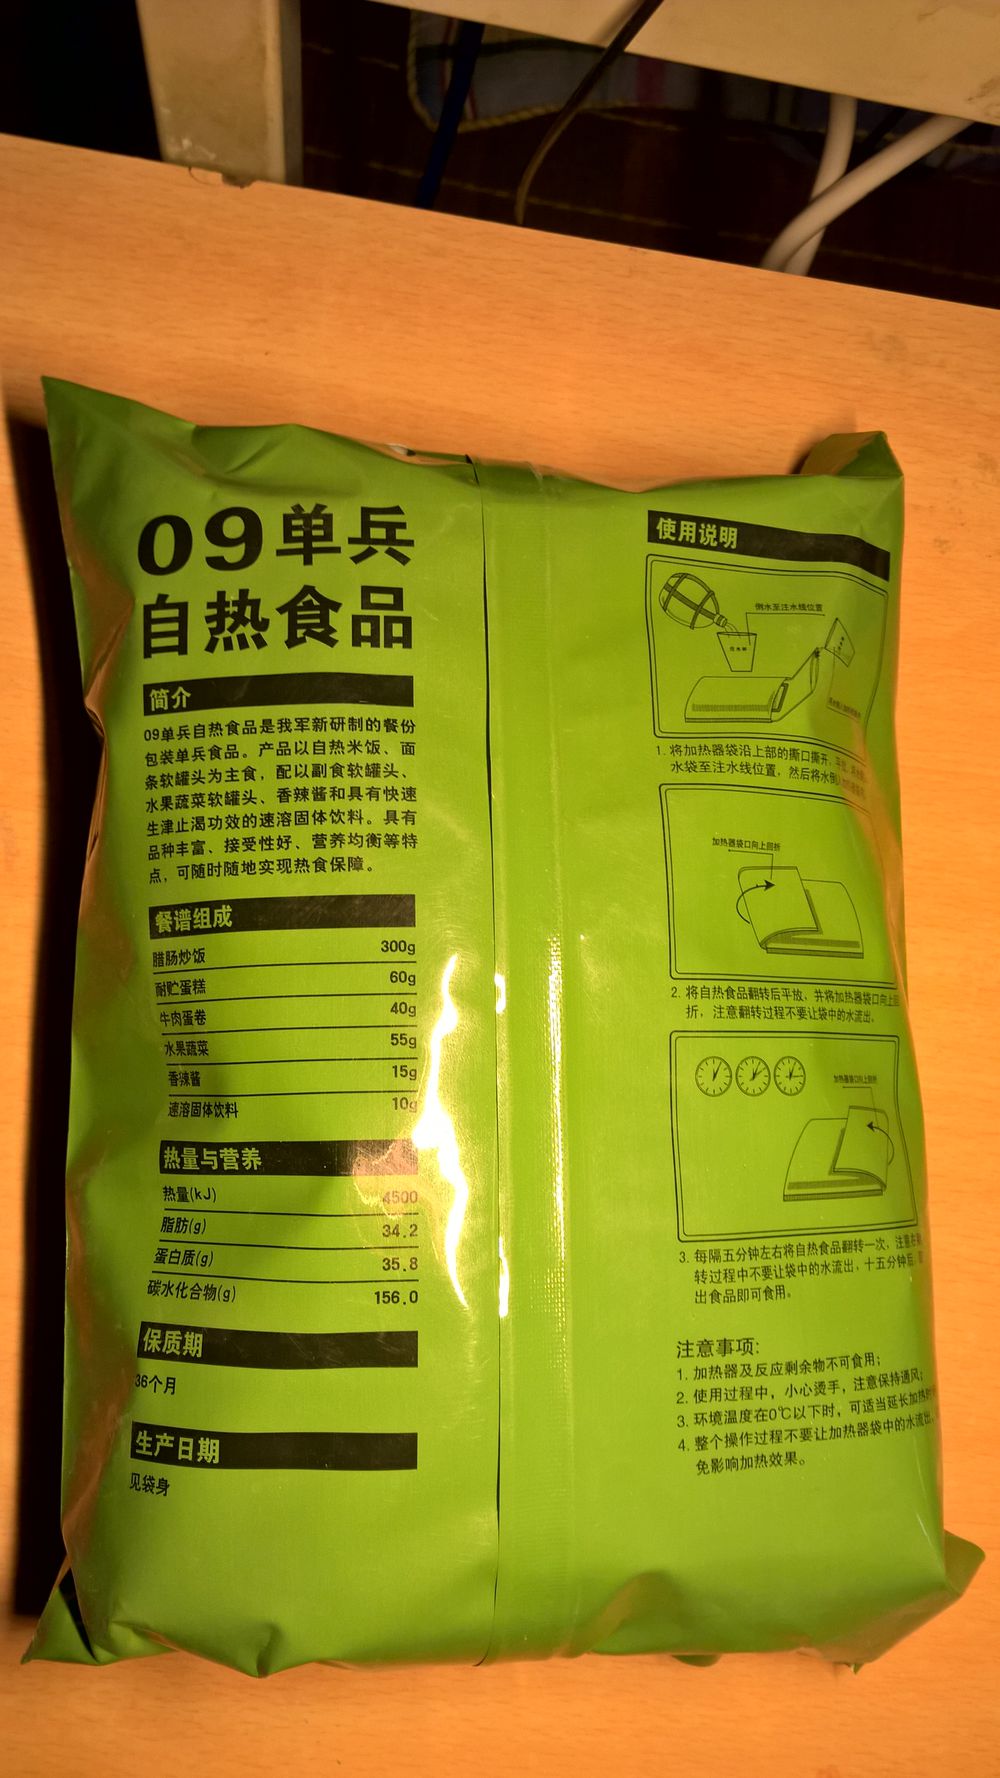 09单兵
自热食品
简介
09单兵自热食品是我军新研制的餐份
包装单兵食品。产品以自热米饭、面
条软罐头为主食，配以副食软罐头、
水果蔬菜软罐头、香辣酱和具有快速
生津止渴功效的速溶固体饮料。具有
品种丰富、接受性好、营养均衡等特
点，可随时随地实现热食保障。
餐谱组成
腊肠炒饭 300g
耐贮蛋糕 60g
牛肉蛋卷 40g
水果蔬菜 55g
香辣酱 15g
速溶固体饮料 10g
热量与营养
热量(kJ) 4500
脂肪(g) 34.2
蛋白质(g) 35.8
碳水化合物(g) 156.0
保质期
36个月
生产日期
见袋身
使用说明
倒水至注水线位置
1. 将加热器袋沿上部的撕口撕开，
水袋至注水线位置，然后将水倒
加热器袋口向上回折
2. 将自热食品翻转后平放，并将加热器袋口向上回
折，注意翻转过程不要让袋中的水流出。
加热器袋口向上回折
3. 每隔五分钟左右将自热食品翻转一次，注意
转过程中不要让袋中的水流出，十五分钟后
出食品即可食用。
注意事项:
1. 加热器及反应剩余物不可食用；
2. 使用过程中，小心烫手，注意保持通风；
3. 环境温度在0℃以下时，可适当延长加热时
4. 整个操作过程不要让加热器袋中的水流出，
免影响加热效果。